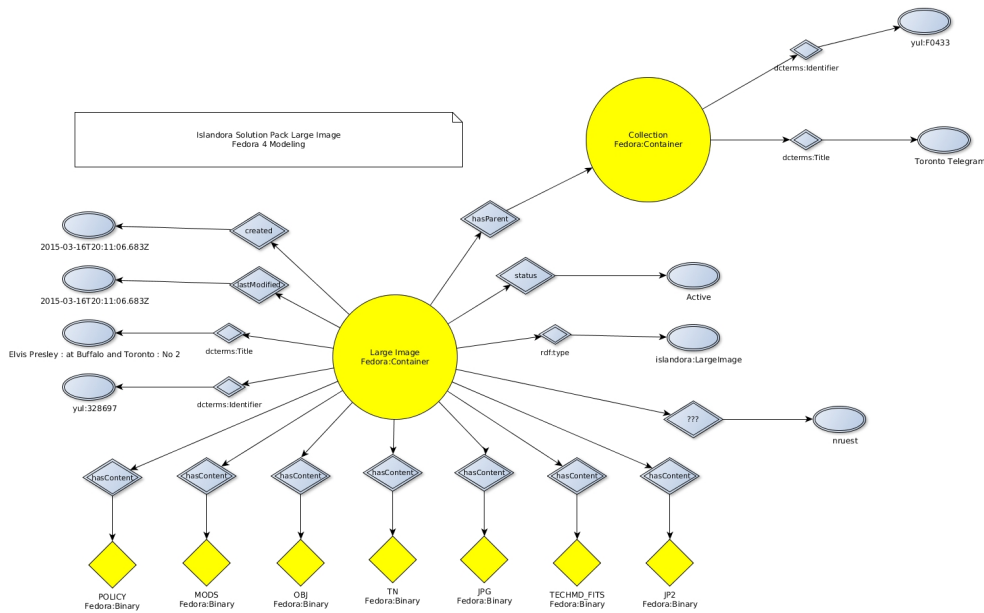 yul:F0433
dcterms:Identifier
Islandora Solution Pack Large Image
Fedora 4 Modeling
Collection
Fedora:Container
dcterms:Title
Toronto Telegram
hasParent
created
2015-03-16T20:11:06.683Z
status
Active
lastModified
2015-03-16T20:11:06.683Z
dcterms:Title
Elvis Presley : at Buffalo and Toronto : No 2
Large Image
Fedora:Container
rdf:type
islandora:LargeImage
dcterms:Identifier
yul:328697
???
nruest
hasContent
hasContent
hasContent
hasContent
hasContent
hasContent
hasContent
POLICY
Fedora:Binary
MODS
Fedora:Binary
OBJ
Fedora:Binary
TN
Fedora:Binary
JPG
Fedora:Binary
TECHMD_FITS
Fedora:Binary
JP2
Fedora:Binary